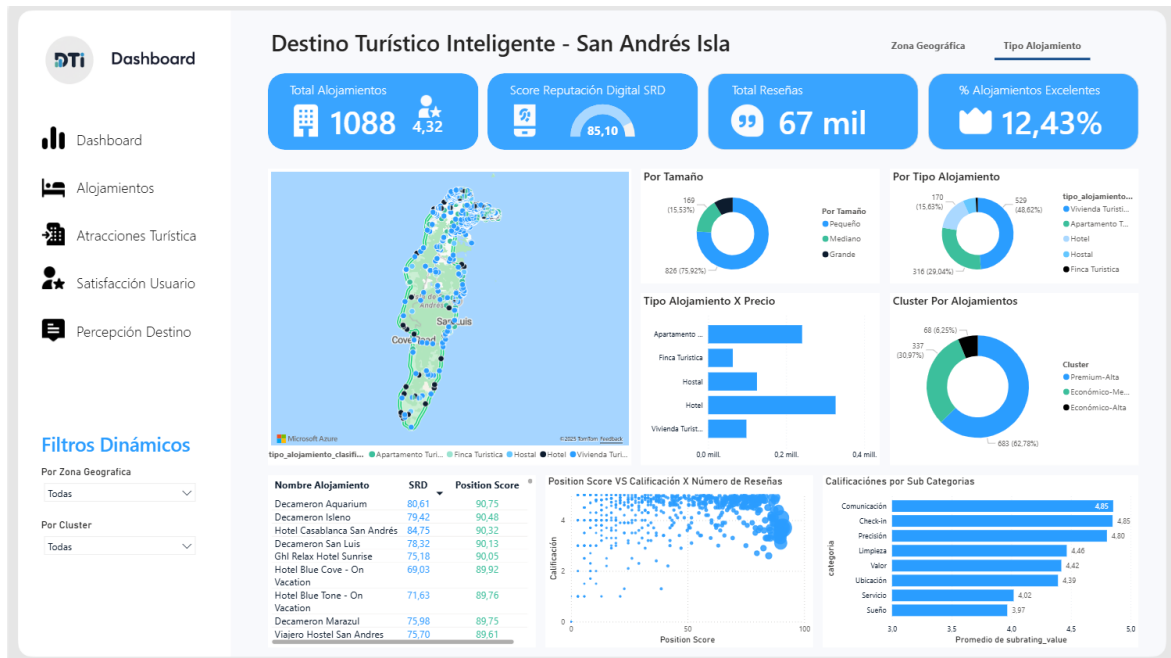 DTi Dashboard
Dashboard
Alojamientos
Atracciones Turística
Satisfacción Usuario
Percepción Destino
Filtros Dinámicos
Por Zona Geografica
Todas
Por Cluster
Todas
Destino Turístico Inteligente - San Andrés Isla
Zona Geográfica
Tipo Alojamiento
Total Alojamientos
1088
4,32
Score Reputación Digital SRD
85,10
Total Reseñas
67 mil
% Alojamientos Excelentes
12,43%
San Luis
Microsoft Azure
©2025 TomTom Feedback
tipo_alojamiento_clasifi... Apartamento Turi... Finca Turistica Hostal Hotel Vivienda Turi...
Por Tamaño
169
(15,53%)
826 (75,92%)
Por Tamaño
Pequeño
Mediano
Grande
Por Tipo Alojamiento
170
(15,63%)
529
(48,62%)
316 (29,04%)
tipo_alojamiento...
Vivienda Turisti...
Apartamento T...
Hotel
Hostal
Finca Turistica
Tipo Alojamiento X Precio
Apartamento ...
Finca Turistica
Hostal
Hotel
Vivienda Turist...
0,0 mill.
0,2 mill.
0,4 mill.
Cluster Por Alojamientos
68 (6,25%)
337
(30,97%)
683 (62,78%)
Cluster
Premium-Alta
Económico-Me...
Económico-Alta
Nombre Alojamiento SRD Position Score
Decameron Aquarium 80,61 90,75
Decameron Isleno 79,42 90,48
Hotel Casablanca San Andrés 84,75 90,32
Decameron San Luis 78,32 90,13
Ghl Relax Hotel Sunrise 75,18 90,05
Hotel Blue Cove - On 69,03 89,92
Vacation
Hotel Blue Tone - On 71,63 89,76
Vacation
Decameron Marazul 75,98 89,75
Viajero Hostel San Andres 75,70 89,61
Position Score VS Calificación X Número de Reseñas
Calificación
4
2
0
0
50
100
Position Score
Calificaciónes por Sub Categorias
categoria
Comunicación 4,85
Check-in 4,85
Precisión 4,80
Limpieza 4,46
Valor 4,42
Ubicación 4,39
Servicio 4,02
Sueño 3,97
3.0 3.5 4.0 4.5 5.0
Promedio de subrating_value